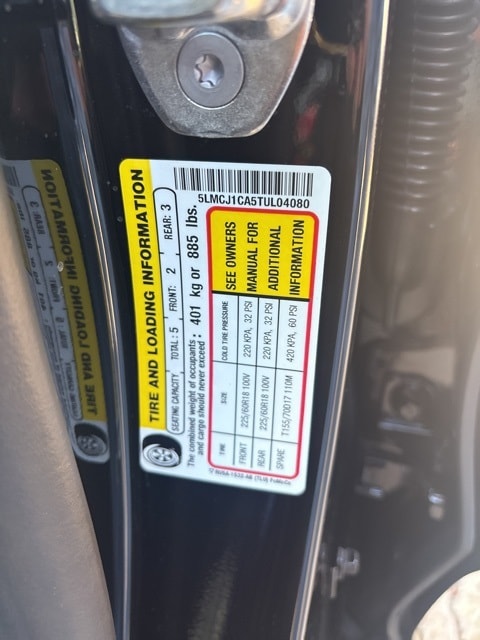 5LMCJ1CA5TUL04080
TIRE AND LOADING INFORMATION
SEATING CAPACITY TOTAL: 5 FRONT: 2 REAR: 3
The combined weight of occupants and cargo should never exceed: 401 kg or 885 lbs.
TIRE SIZE COLD TIRE PRESSURE
FRONT 225/60R18 100V 220 KPA, 32 PSI
REAR 225/60R18 100V 220 KPA, 32 PSI
SPARE T155/70D17 110M 420 KPA, 60 PSI
SEE OWNERS
MANUAL FOR
ADDITIONAL
INFORMATION